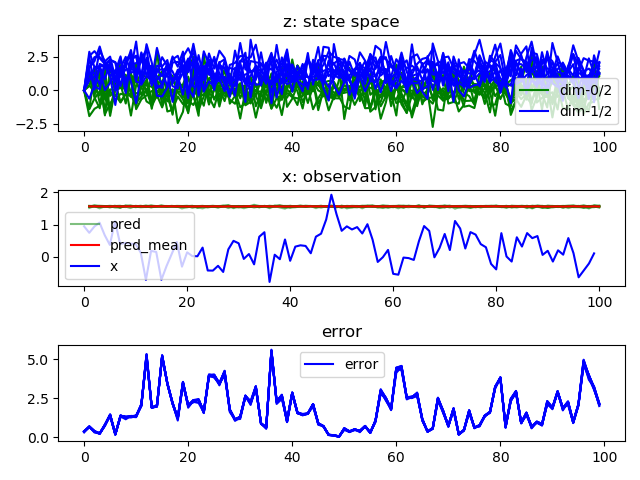 z: state space
2.5
0.0
−2.5
dim-0/2
dim-1/2
0 20 40 60 80 100
x: observation
2
1
0
pred
pred_mean
x
0 20 40 60 80 100
error
5.0
2.5
0.0
error
0 20 40 60 80 100